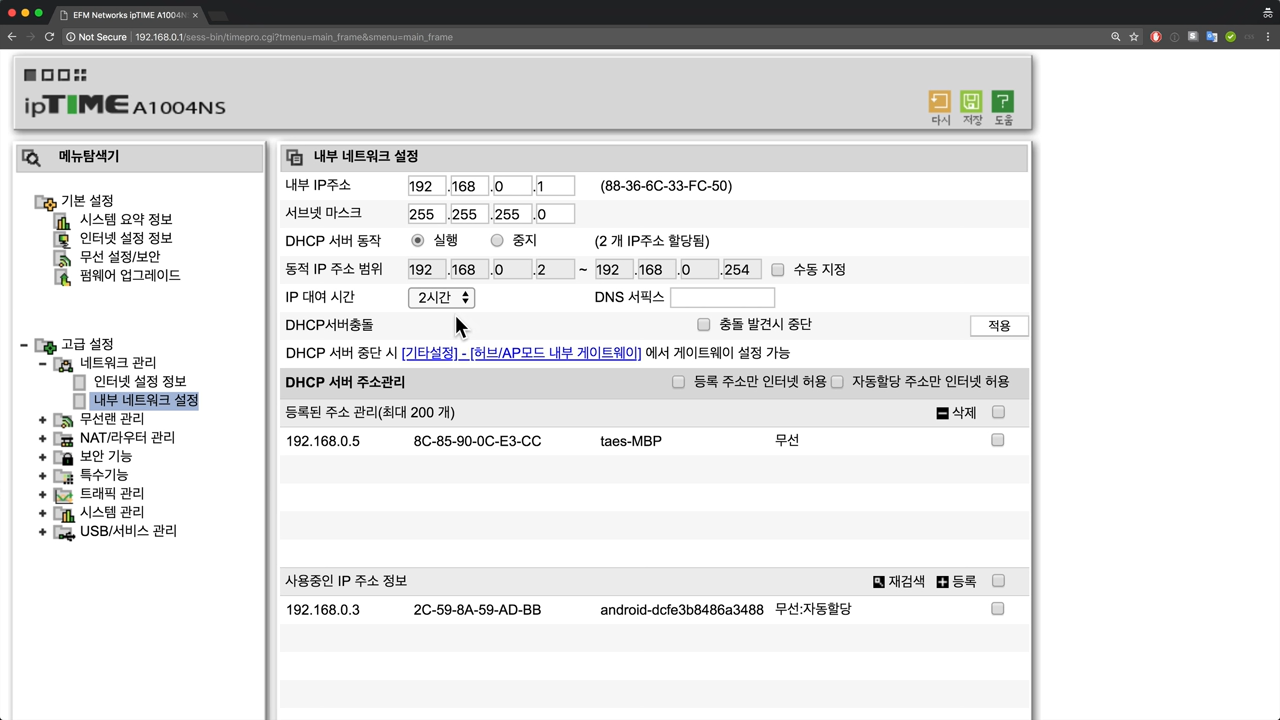 EFM Networks ipTIME A1004N
Not Secure 192.168.0.1/sess-bin/timepro.cgi?tmenu=main_frame&smenu=main_frame
ipTIME A1004NS
다시 저장 도움
메뉴탐색기
기본 설정
시스템 요약 정보
인터넷 설정 정보
무선 설정/보안
펌웨어 업그레이드
고급 설정
네트워크 관리
인터넷 설정 정보
내부 네트워크 설정
무선랜 관리
NAT/라우터 관리
보안 기능
특수기능
트래픽 관리
시스템 관리
USB/서비스 관리
내부 네트워크 설정
내부 IP주소 192 .168 .0 .1 (88-36-6C-33-FC-50)
서브넷 마스크 255 .255 .255 .0
DHCP 서버 동작 실행 중지 (2 개 IP주소 할당됨)
동적 IP 주소 범위 192 .168 .0 .2 ~ 192 .168 .0 .254 수동 지정
IP 대여 시간 2시간 DNS 서픽스
DHCP서버충돌 충돌 발견시 중단 적용
DHCP 서버 중단 시 [기타설정] - [허브/AP모드 내부 게이트웨이] 에서 게이트웨이 설정 가능
DHCP 서버 주소관리 등록 주소만 인터넷 허용 자동할당 주소만 인터넷 허용
등록된 주소 관리(최대 200 개) 삭제
192.168.0.5 8C-85-90-0C-E3-CC taes-MBP 무선
사용중인 IP 주소 정보 재검색 등록
192.168.0.3 2C-59-8A-59-AD-BB android-dcfe3b8486a3488 무선:자동할당